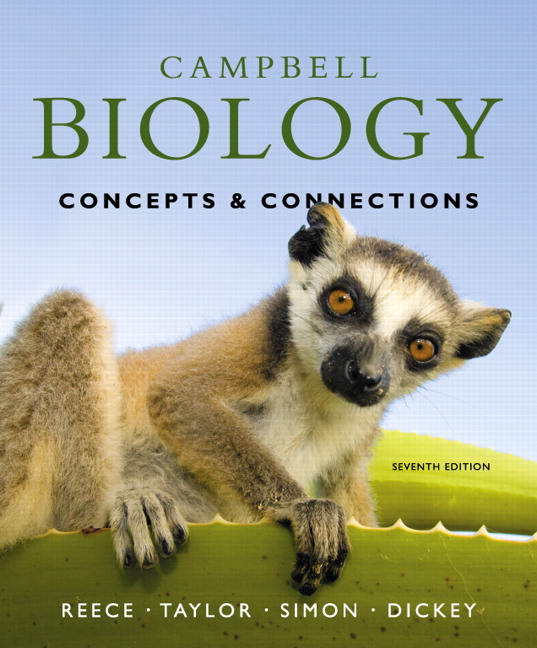 CAMPBELL
BIOLOGY
CONCEPTS & CONNECTIONS
SEVENTH EDITION
REECE · TAYLOR · SIMON · DICKEY